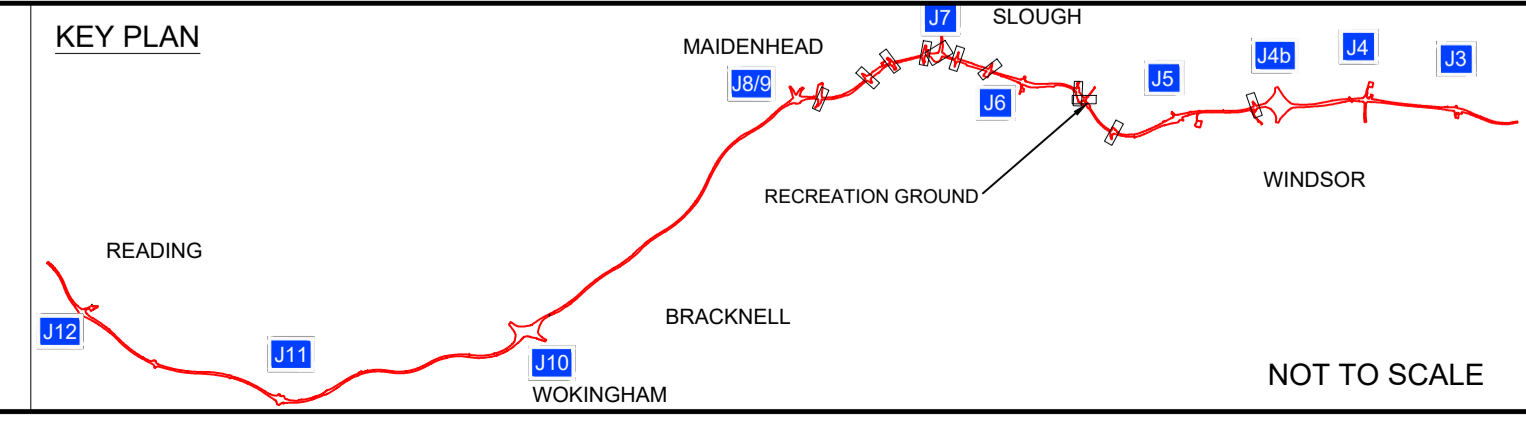 KEY PLAN
J7
SLOUGH
MAIDENHEAD
J4b
J4
J3
J8/9
J6
J5
RECREATION GROUND
WINDSOR
READING
BRACKNELL
J12
J11
J10
WOKINGHAM
NOT TO SCALE